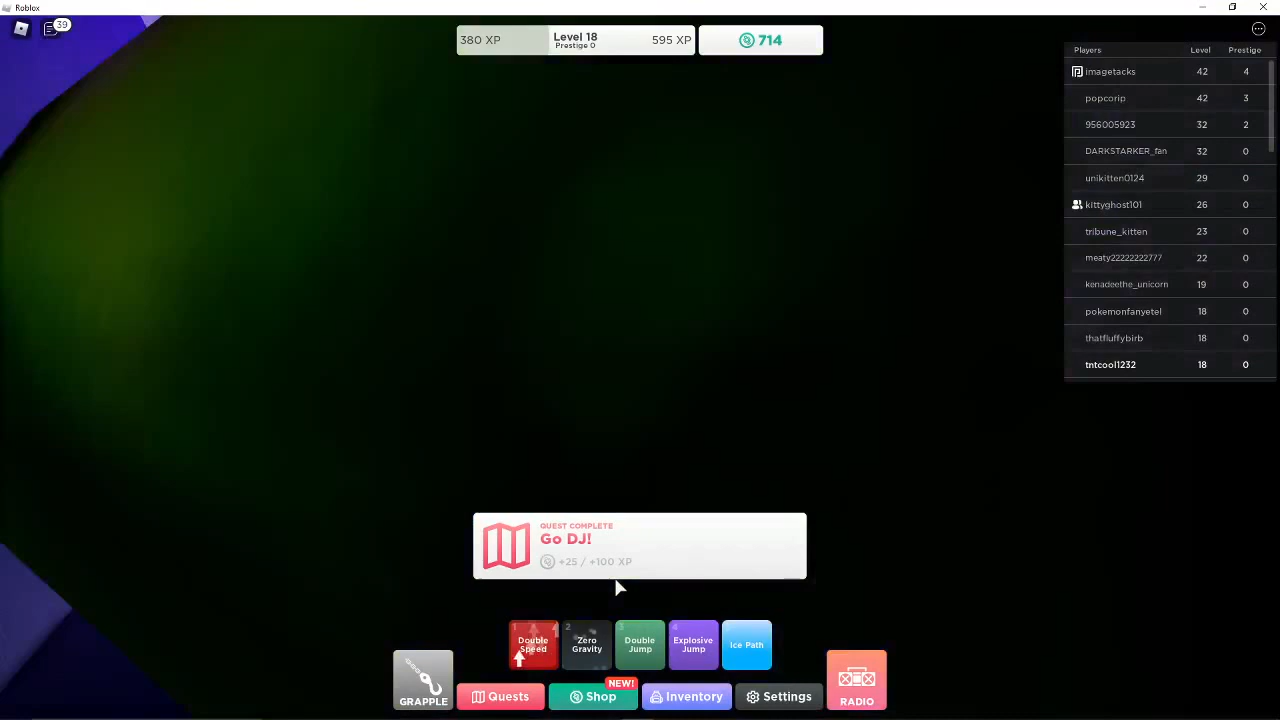 Roblox
39
380 XP
Level 18
Prestige 0
595 XP
714
Players Level Prestige
imagetacks 42 4
popcorip 42 3
956005923 32 2
DARKSTARKER_fan 32 0
unikitten0124 29 0
kittyghost101 26 0
tribune_kitten 23 0
meaty22222222777 22 0
kenadeethe_unicorn 19 0
pokemonfanyetel 18 0
thatfluffybirb 18 0
tntcool1232 18 0
QUEST COMPLETE
Go DJ!
+25 / +100 XP
1
Double
Speed
2
Zero
Gravity
3
Double
Jump
4
Explosive
Jump
Ice Path
GRAPPLE
Quests
NEW!
Shop
Inventory
Settings
RADIO